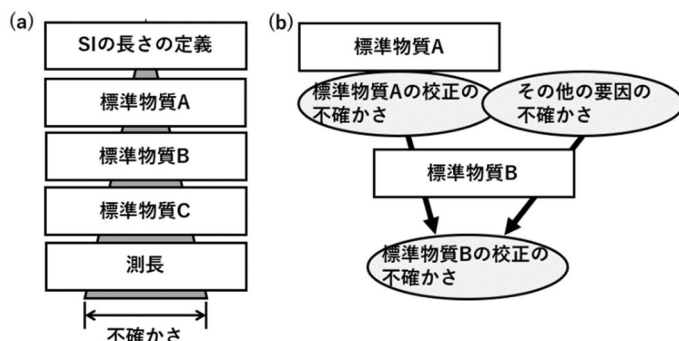 (a)
SIの長さの定義
標準物質A
標準物質B
標準物質C
測長
不確かさ
(b)
標準物質A
標準物質Aの校正の
不確かさ
その他の要因の
不確かさ
標準物質B
標準物質Bの校正の
不確かさ